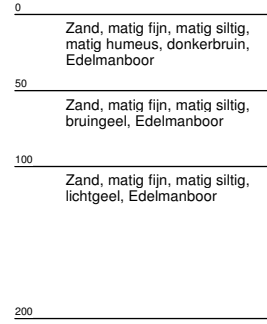 0
Zand, matig fijn, matig siltig,
matig humeus, donkerbruin,
Edelmanboor
50
Zand, matig fijn, matig siltig,
bruingeel, Edelmanboor
100
Zand, matig fijn, matig siltig,
lichtgeel, Edelmanboor
200